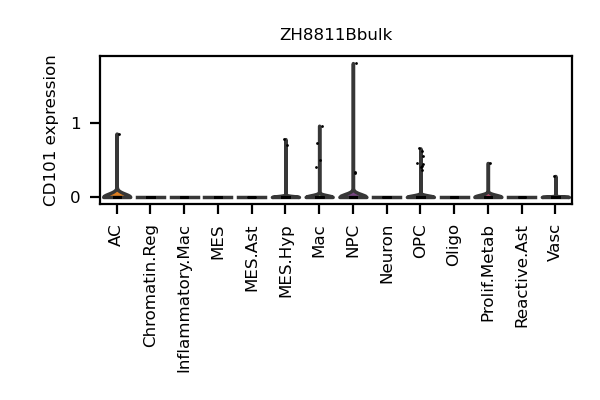 ZH8811Bbulk
CD101 expression
1
0
AC
Chromatin.Reg
Inflammatory.Mac
MES
MES.Ast
MES.Hyp
Mac
NPC
Neuron
OPC
Oligo
Prolif.Metab
Reactive.Ast
Vasc